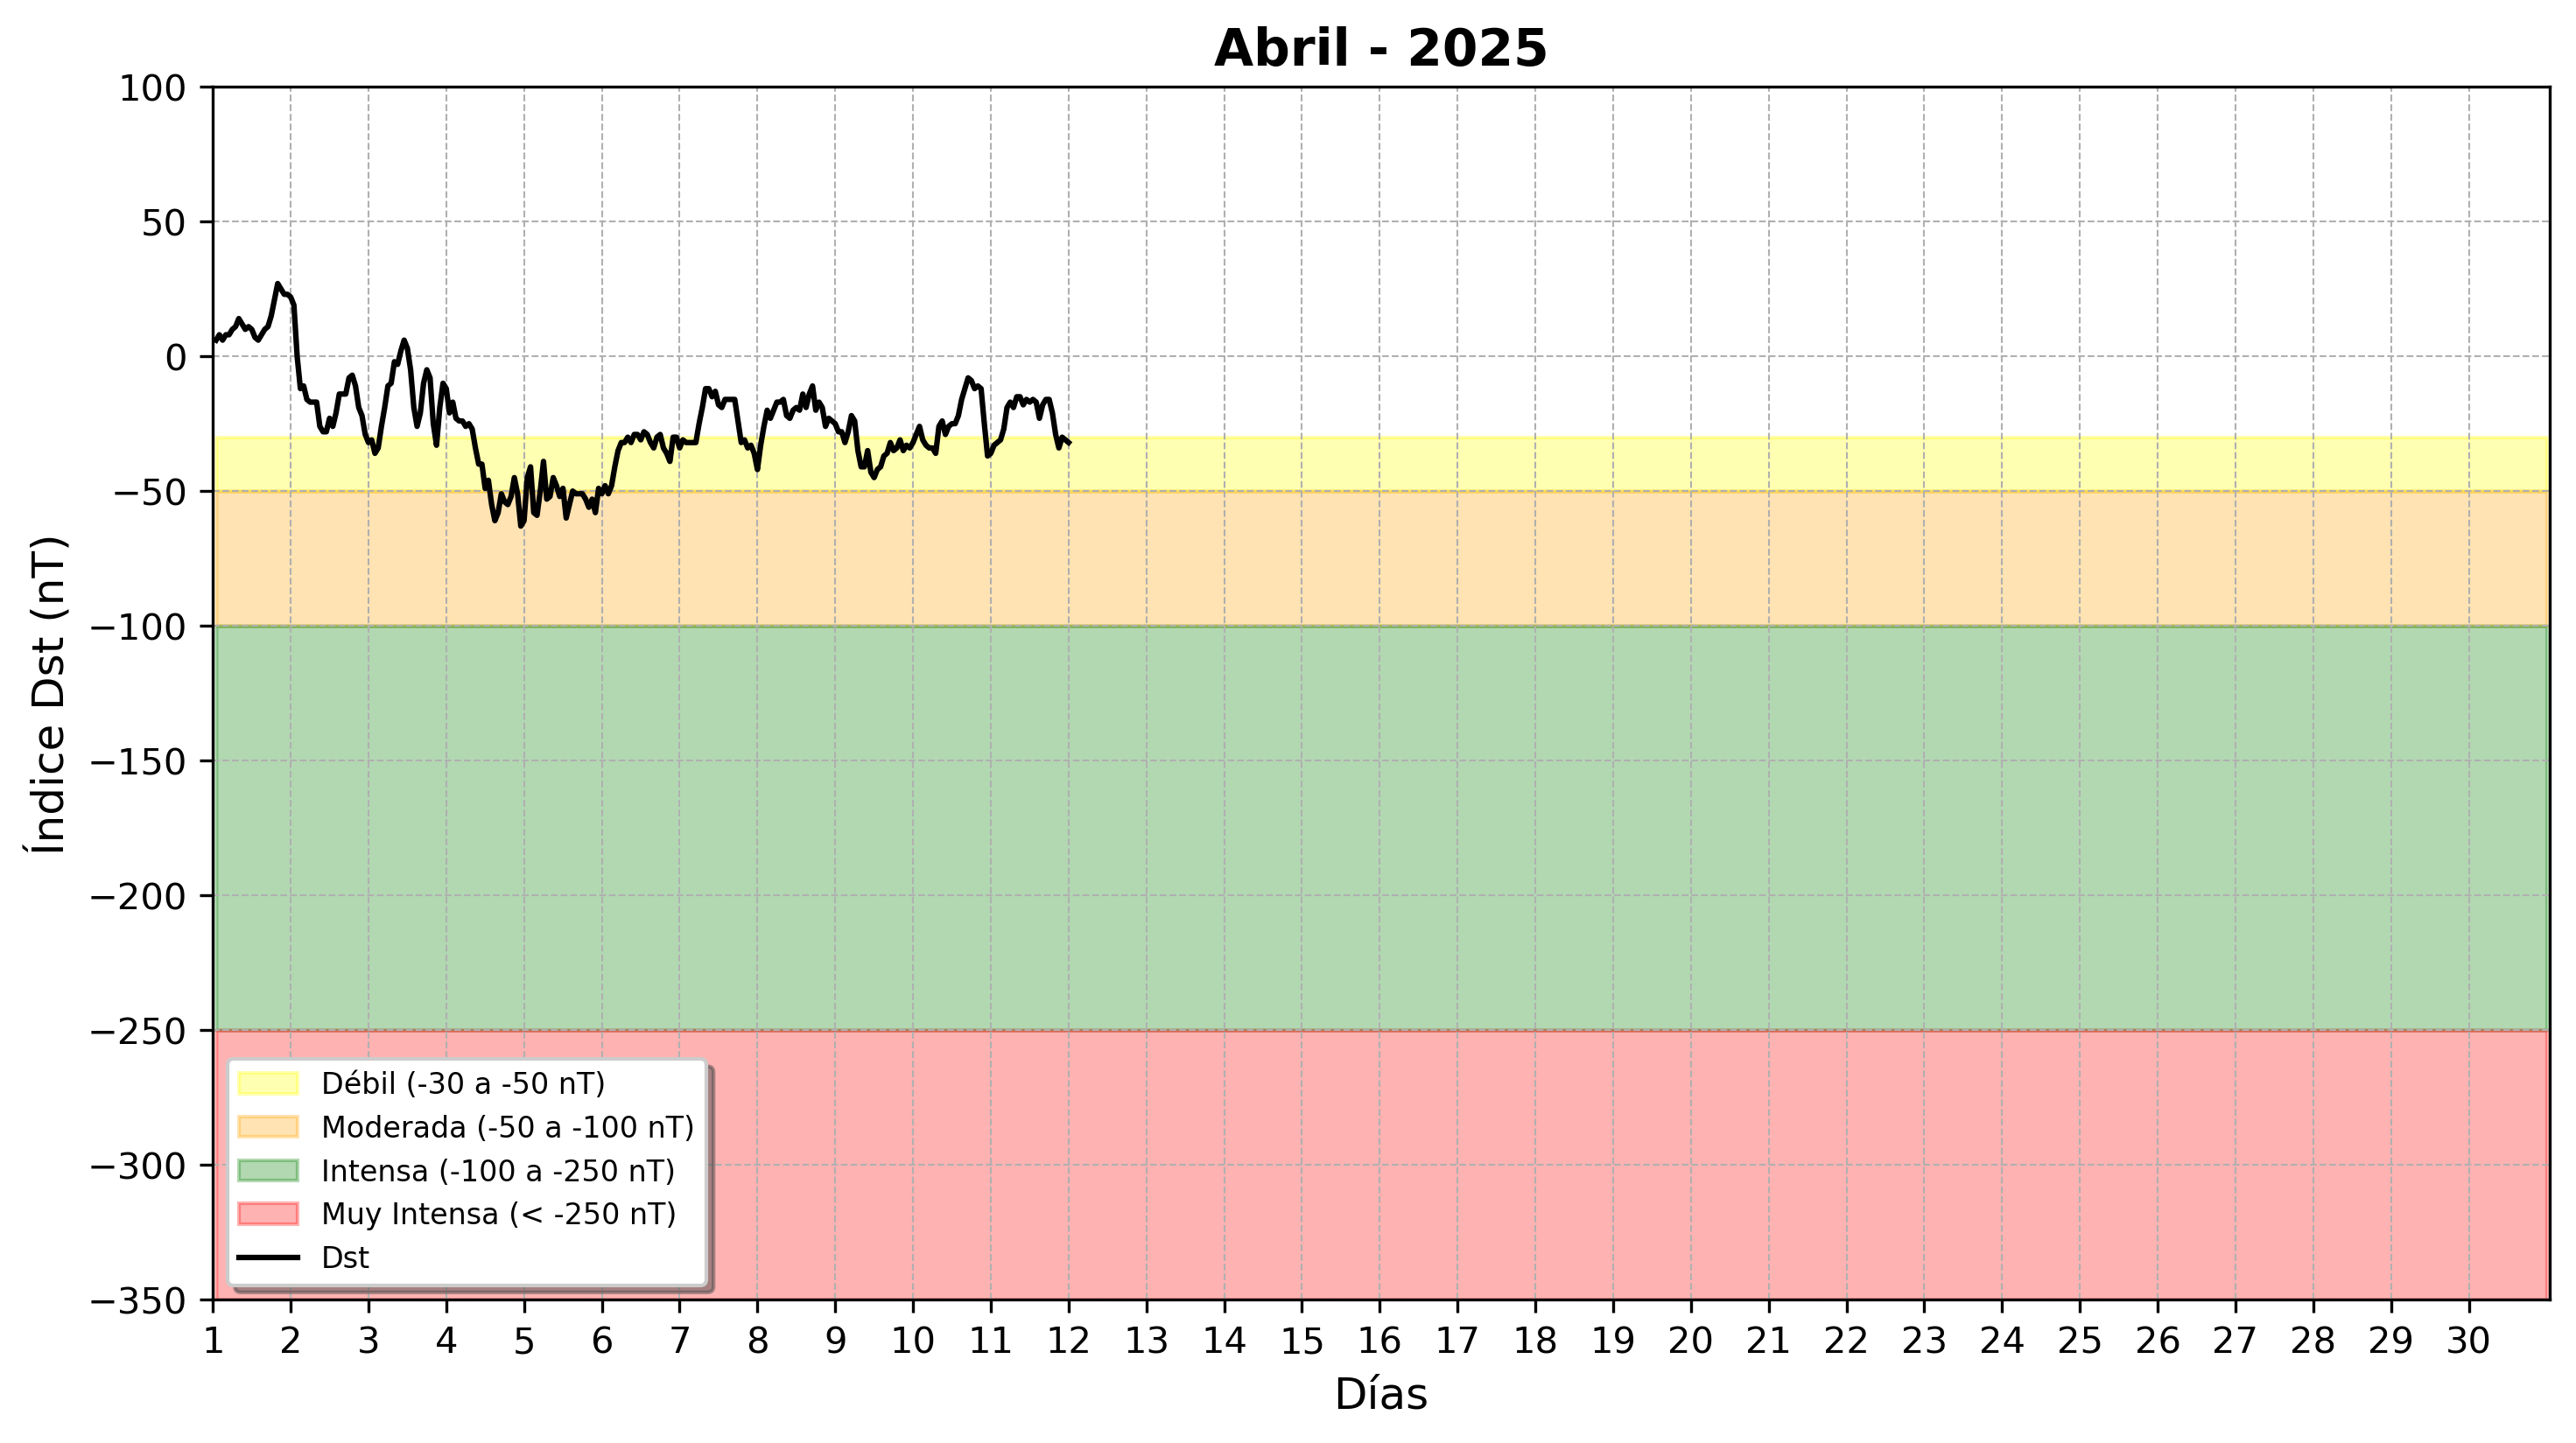 Abril - 2025
100
50
0
−50
−100
−150
−200
−250
−300
−350
Índice Dst (nT)
Débil (-30 a -50 nT)
Moderada (-50 a -100 nT)
Intensa (-100 a -250 nT)
Muy Intensa (< -250 nT)
Dst
1 2 3 4 5 6 7 8 9 10 11 12 13 14 15 16 17 18 19 20 21 22 23 24 25 26 27 28 29 30
Días